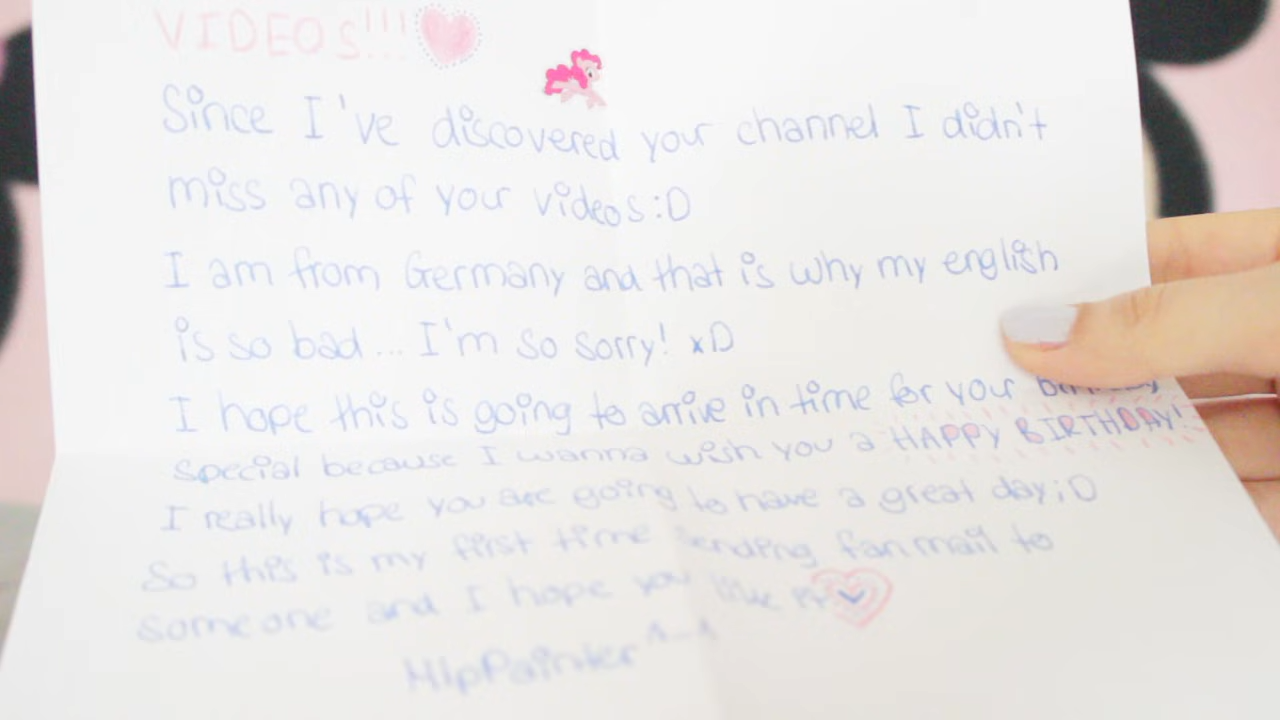 VIDEOS!!!
Since I've discovered your channel I didn't
miss any of your videos :D
I am from Germany and that is why my english
is so bad... I'm so sorry! xD
I hope this is going to arrive in time for your
special because I wanna wish you a HAPPY BIRTHDAY!
I really hope you are going to have a great day ;D
So this is my first time sending fanmail to
someone and I hope you like it
MlpPainter ^_^